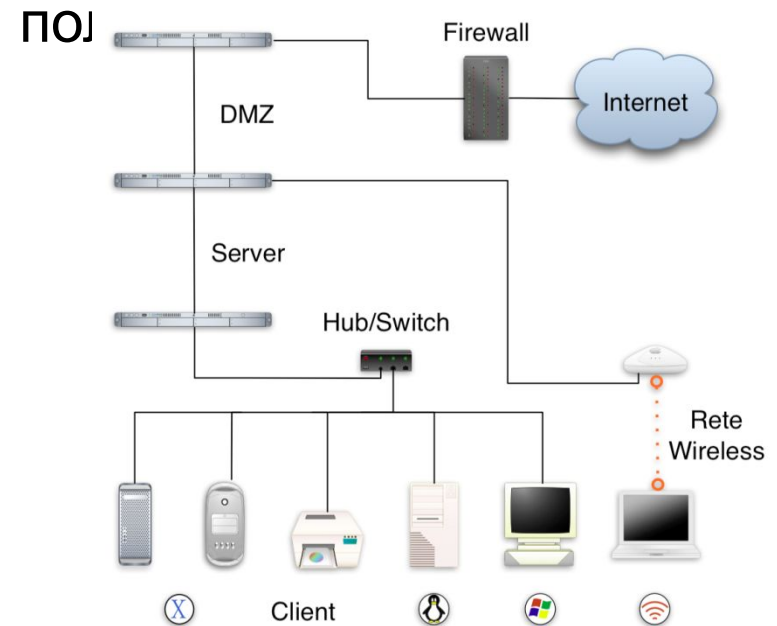 Firewall
Internet
DMZ
Server
Hub/Switch
Rete
Wireless
X
Client